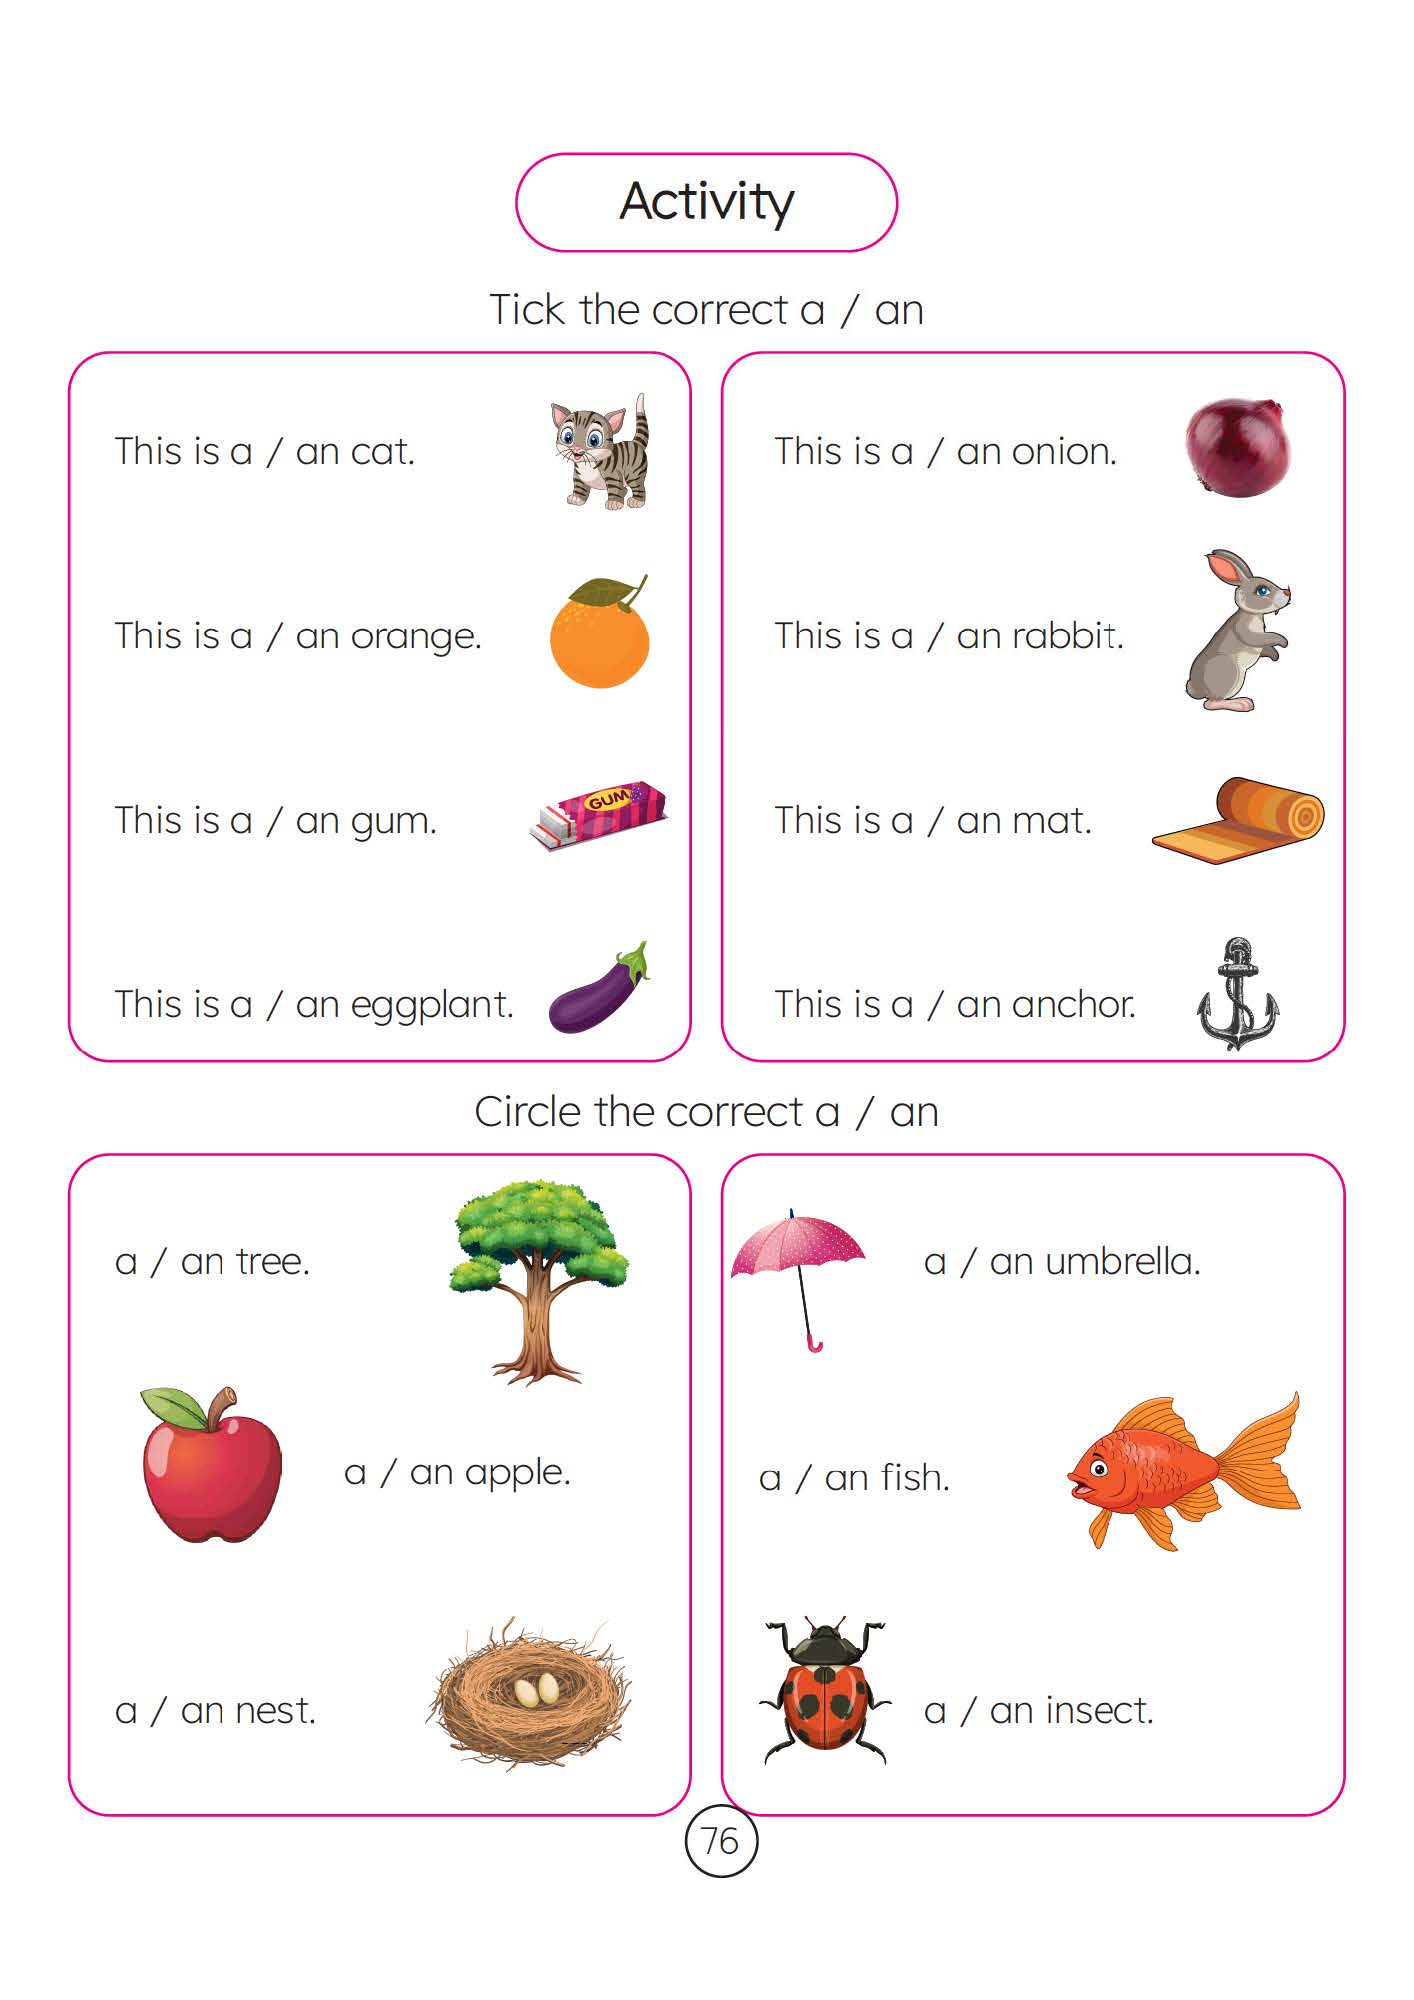 Activity
Tick the correct a / an
This is a / an cat.
This is a / an orange.
This is a / an gum.
GUM
This is a / an eggplant.
This is a / an onion.
This is a / an rabbit.
This is a / an mat.
This is a / an anchor.
Circle the correct a / an
a / an tree.
a / an apple.
a / an nest.
a / an umbrella.
a / an fish.
a / an insect.
76